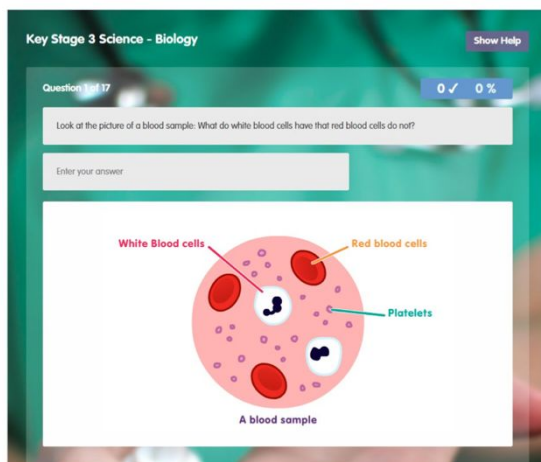 Key Stage 3 Science - Biology
Show Help
Question 1 of 17
0 ✓ 0 %
Look at the picture of a blood sample: What do white blood cells have that red blood cells do not?
Enter your answer
White Blood cells
Red blood cells
Platelets
A blood sample